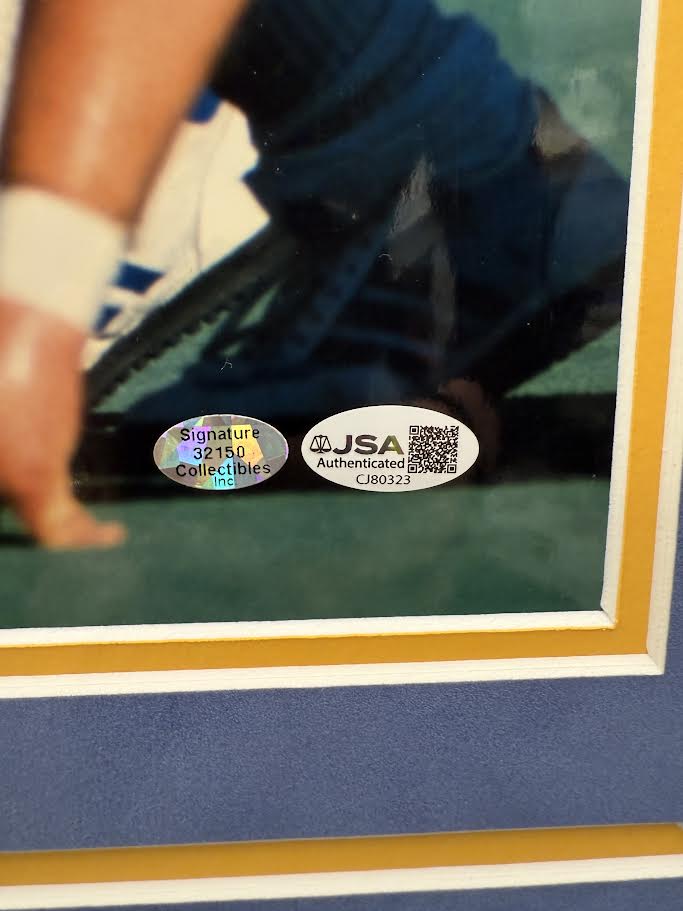 Signature
32150
Collectibles
Inc.
JSA
Authenticated
CJ80323